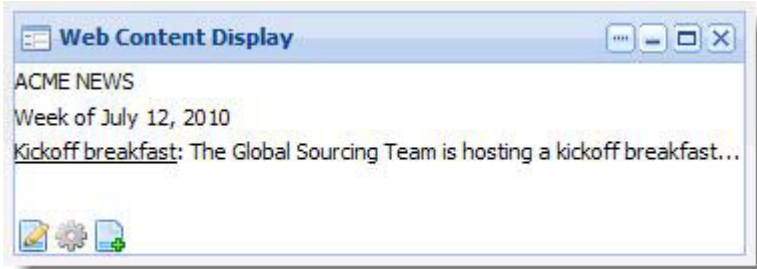 Web Content Display
ACME NEWS
Week of July 12, 2010
Kickoff breakfast: The Global Sourcing Team is hosting a kickoff breakfast...